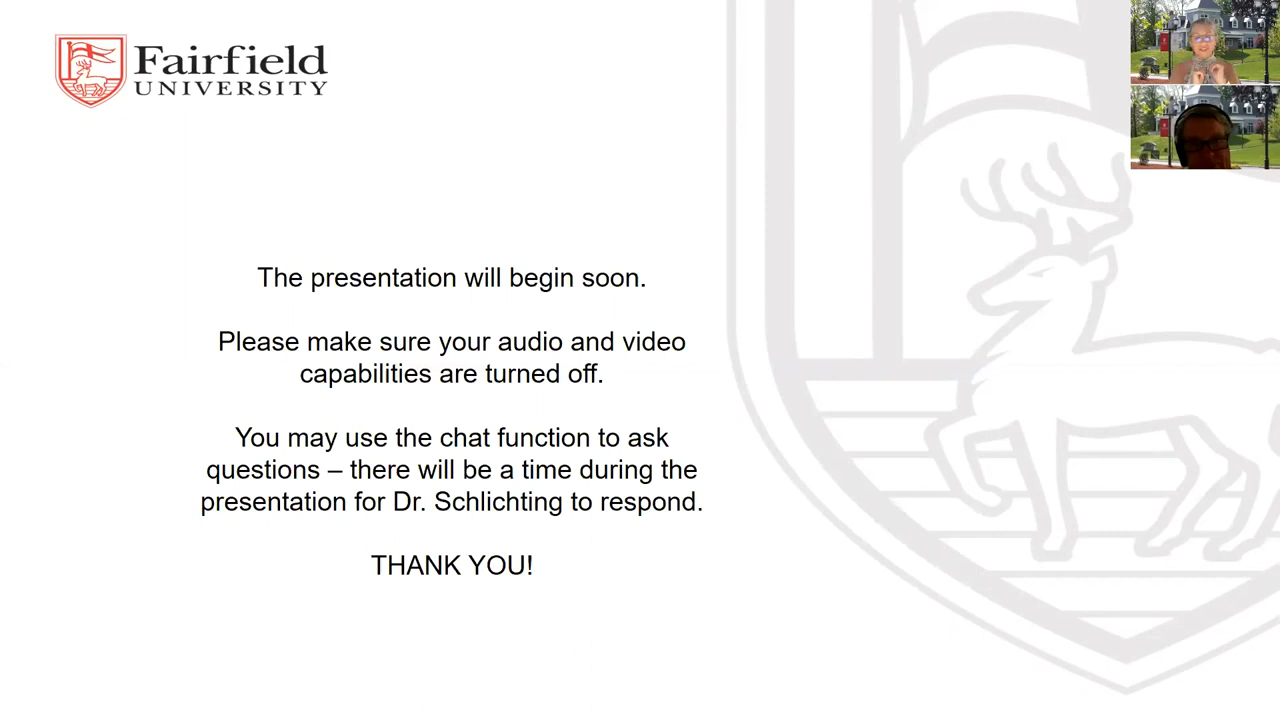 Fairfield
UNIVERSITY
The presentation will begin soon.
Please make sure your audio and video
capabilities are turned off.
You may use the chat function to ask
questions – there will be a time during the
presentation for Dr. Schlichting to respond.
THANK YOU!